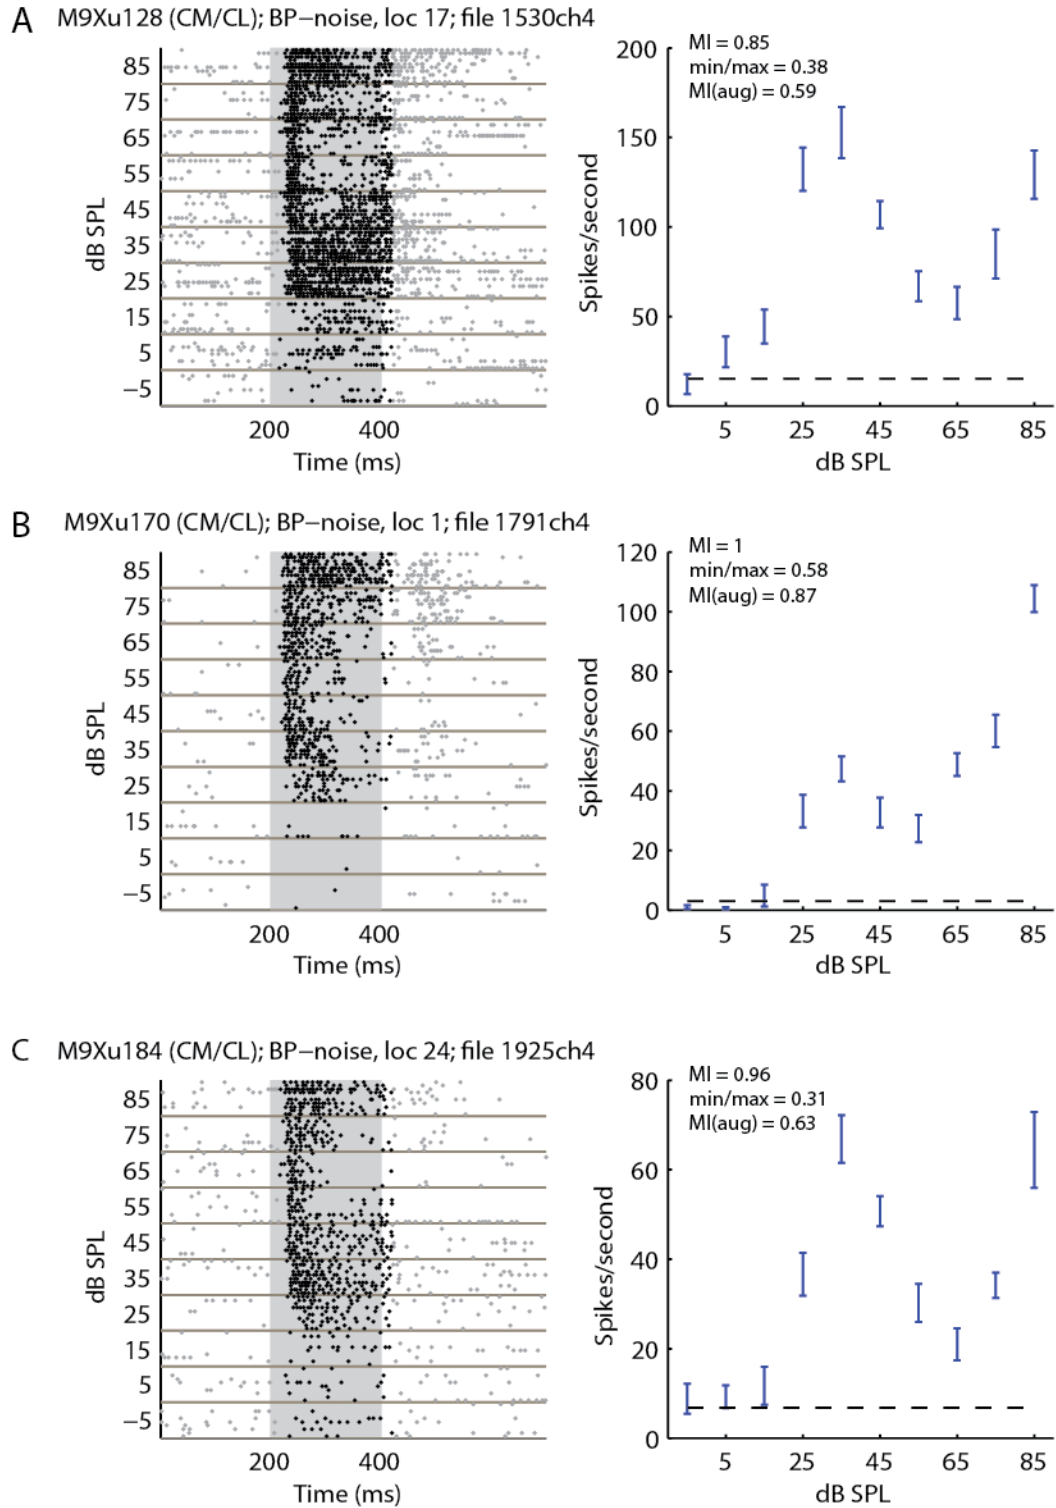 A M9Xu128 (CM/CL); BP−noise, loc 17; file 1530ch4
85
75
65
55
45
35
25
15
5
−5
dB SPL
200 400
Time (ms)
MI = 0.85
min/max = 0.38
MI(aug) = 0.59
200
150
100
50
0
Spikes/second
5 25 45 65 85
dB SPL
B M9Xu170 (CM/CL); BP−noise, loc 1; file 1791ch4
85
75
65
55
45
35
25
15
5
−5
dB SPL
200 400
Time (ms)
MI = 1
min/max = 0.58
MI(aug) = 0.87
120
100
80
60
40
20
0
Spikes/second
5 25 45 65 85
dB SPL
C M9Xu184 (CM/CL); BP−noise, loc 24; file 1925ch4
85
75
65
55
45
35
25
15
5
−5
dB SPL
200 400
Time (ms)
MI = 0.96
min/max = 0.31
MI(aug) = 0.63
80
60
40
20
0
Spikes/second
5 25 45 65 85
dB SPL